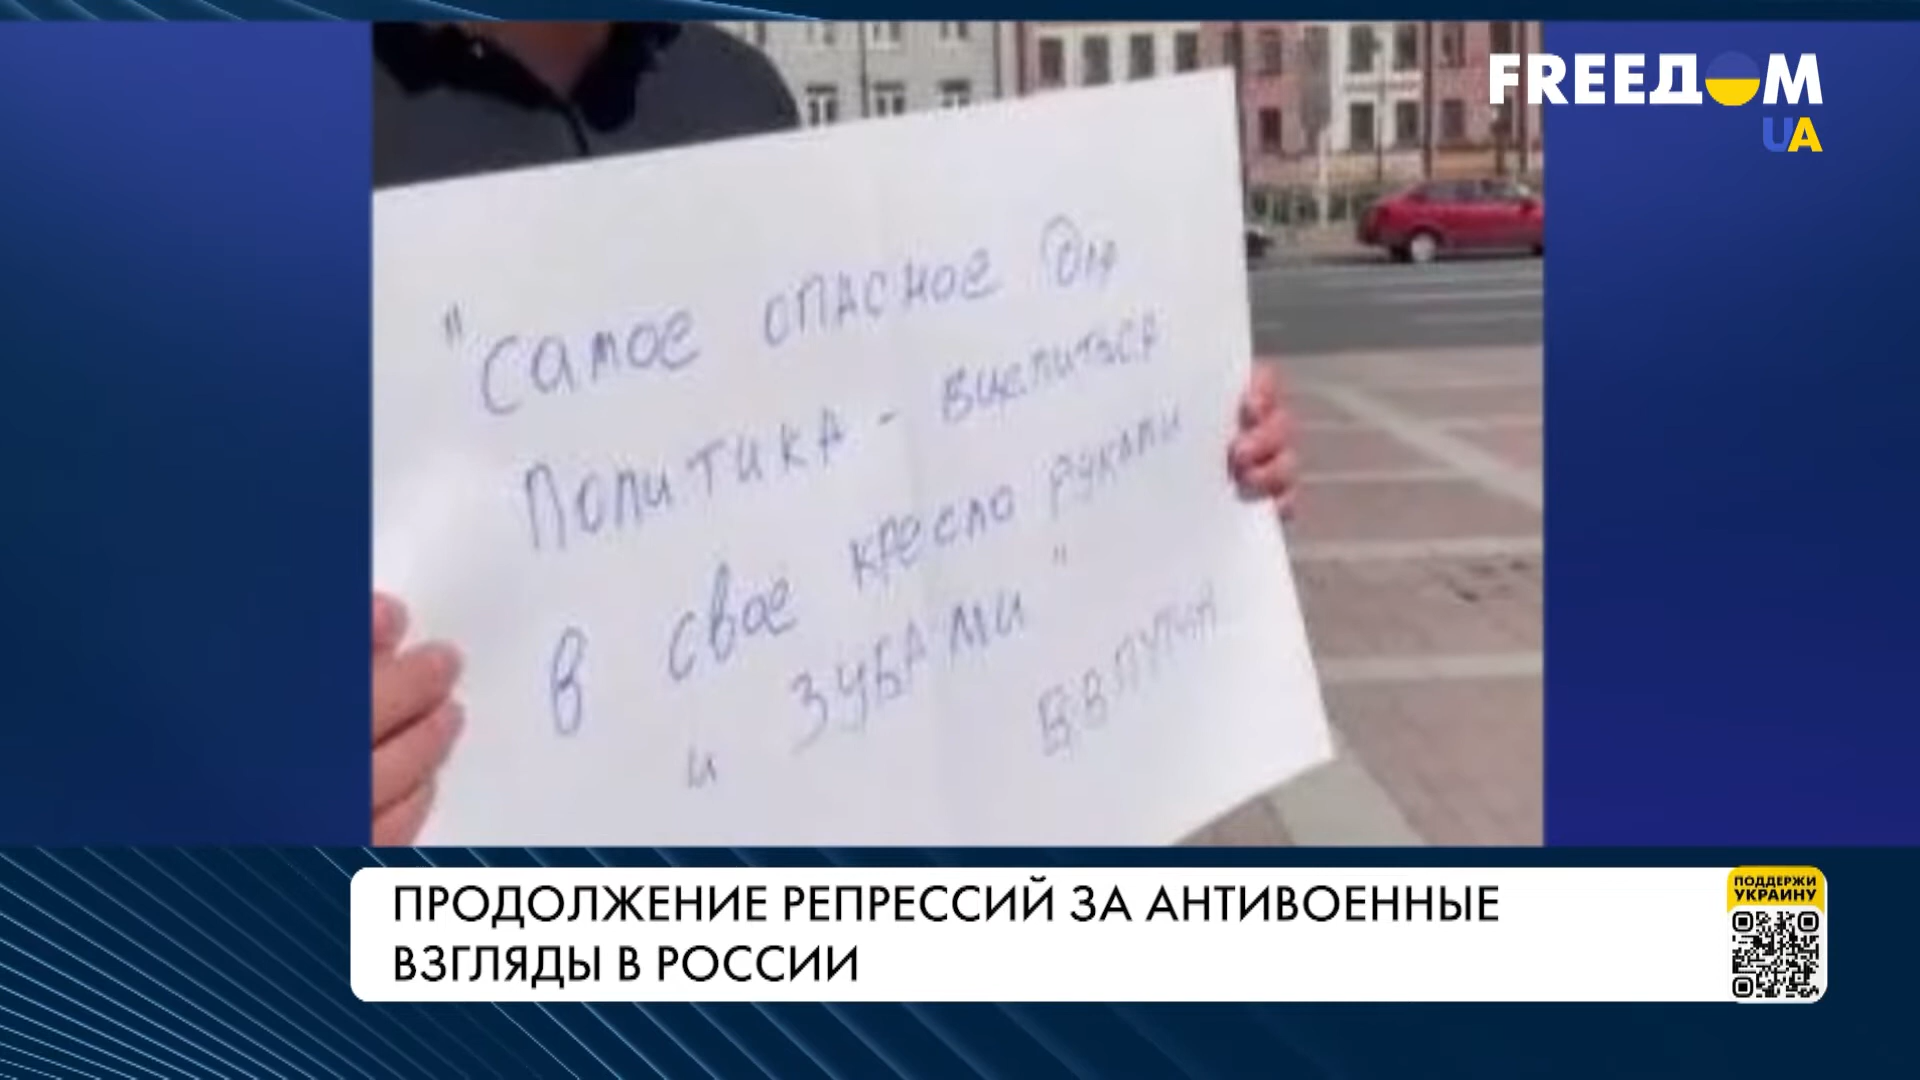 FREEДOM
UA
"Самое опасное для
политика - вцепиться
в свое кресло руками
и зубами"
В.В ПУТИН
ПРОДОЛЖЕНИЕ РЕПРЕССИЙ ЗА АНТИВОЕННЫЕ
ВЗГЛЯДЫ В РОССИИ
ПОДДЕРЖИ
УКРАИНУ